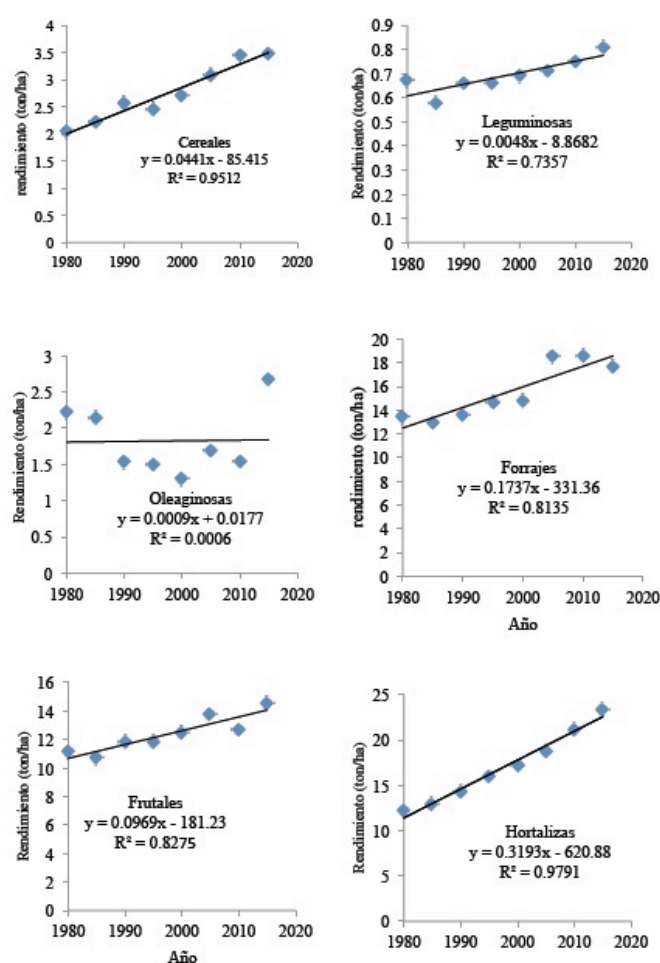 rendimiento (ton/ha)
4
3.5
3
2.5
2
1.5
1
0.5
0
1980 1990 2000 2010 2020
Cereales
y = 0.0441x - 85.415
R² = 0.9512
Rendimiento (ton/ha)
0.9
0.8
0.7
0.6
0.5
0.4
0.3
0.2
0.1
0
1980 1990 2000 2010 2020
Leguminosas
y = 0.0048x - 8.8682
R² = 0.7357
Rendimiento (ton/ha)
3
2.5
2
1.5
1
0.5
0
1980 1990 2000 2010 2020
Oleaginosas
y = 0.0009x + 0.0177
R² = 0.0006
rendimiento (ton/ha)
20
18
16
14
12
10
8
6
4
2
0
1980 1990 2000 2010 2020
Año
Forrajes
y = 0.1737x - 331.36
R² = 0.8135
Rendimiento (ton/ha)
16
14
12
10
8
6
4
2
0
1980 1990 2000 2010 2020
Año
Frutales
y = 0.0969x - 181.23
R² = 0.8275
Rendimiento (ton/ha)
25
20
15
10
5
0
1980 1990 2000 2010 2020
Hortalizas
y = 0.3193x - 620.88
R² = 0.9791